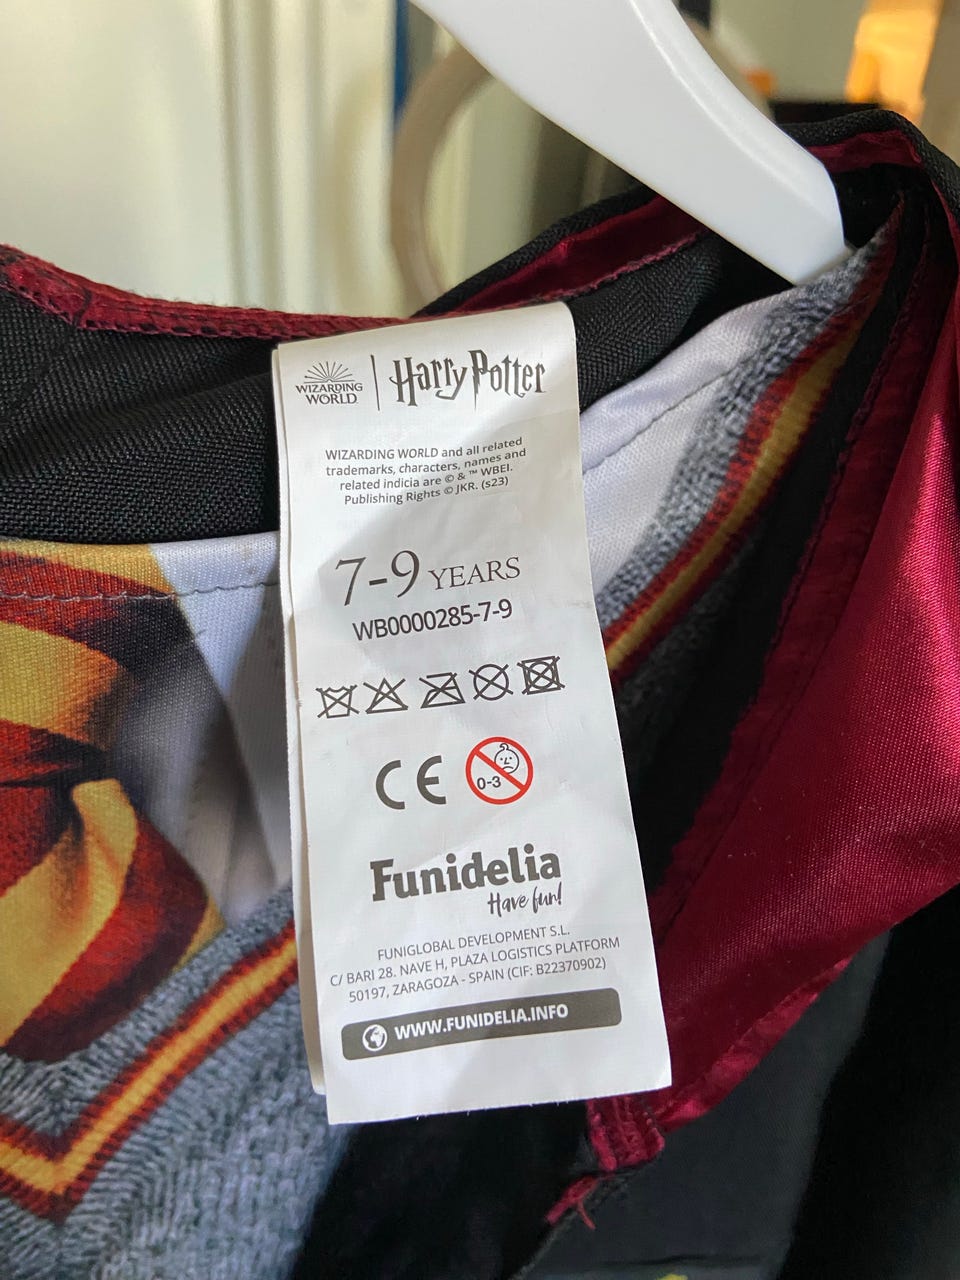 WIZARDING
WORLD
Harry Potter
WIZARDING WORLD and all related
trademarks, characters, names and
related indicia are © & ™ WBEI.
Publishing Rights © JKR. (s23)
7-9 YEARS
WB0000285-7-9
CE
0-3
Funidelia
Have fun!
FUNIGLOBAL DEVELOPMENT S.L.
C/ BARI 28. NAVE H, PLAZA LOGISTICS PLATFORM
50197, ZARAGOZA - SPAIN (CIF: B22370902)
WWW.FUNIDELIA.INFO